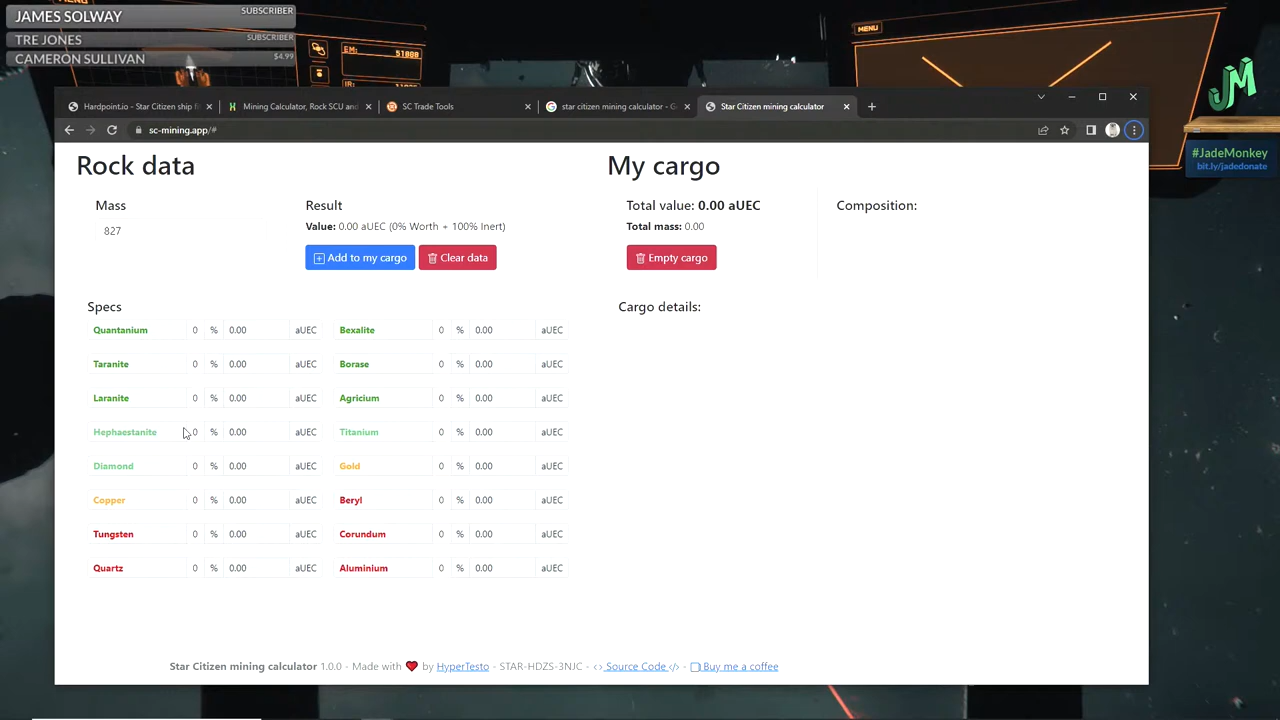 JAMES SOLWAY
SUBSCRIBER
TRE JONES
SUBSCRIBER
CAMERON SULLIVAN
$4.99
EM:
51808
MENU
JM
#JadeMonkey
bit.ly/jadedonate
Hardpoint.io - Star Citizen ship fi
Mining Calculator, Rock SCU and
SC Trade Tools
star citizen mining calculator - G
Star Citizen mining calculator
sc-mining.app/#
Rock data
My cargo
Mass
827
Result
Value: 0.00 aUEC (0% Worth + 100% Inert)
Add to my cargo
Clear data
Total value: 0.00 aUEC
Total mass: 0.00
Empty cargo
Composition:
Specs
Cargo details:
Quantanium 0 % 0.00 aUEC Bexalite 0 % 0.00 aUEC
Taranite 0 % 0.00 aUEC Borase 0 % 0.00 aUEC
Laranite 0 % 0.00 aUEC Agricium 0 % 0.00 aUEC
Hephaestanite 0 % 0.00 aUEC Titanium 0 % 0.00 aUEC
Diamond 0 % 0.00 aUEC Gold 0 % 0.00 aUEC
Copper 0 % 0.00 aUEC Beryl 0 % 0.00 aUEC
Tungsten 0 % 0.00 aUEC Corundum 0 % 0.00 aUEC
Quartz 0 % 0.00 aUEC Aluminium 0 % 0.00 aUEC
Star Citizen mining calculator 1.0.0 - Made with ❤ by HyperTesto - STAR-HDZS-3NJC - <> Source Code </> - Buy me a coffee